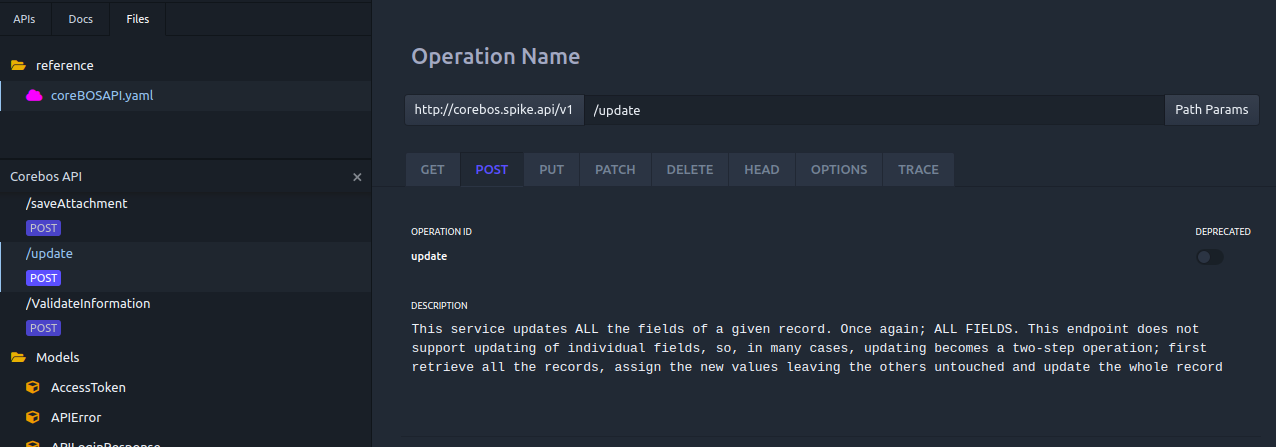 APIs Docs Files
reference
coreBOSAPI.yaml
Corebos API ×
/saveAttachment
POST
/update
POST
/ValidateInformation
POST
Models
AccessToken
APIError
APILoginResponse
Operation Name
http://corebos.spike.api/v1 /update Path Params
GET POST PUT PATCH DELETE HEAD OPTIONS TRACE
OPERATION ID DEPRECATED
update
DESCRIPTION
This service updates ALL the fields of a given record. Once again; ALL FIELDS. This endpoint does not
support updating of individual fields, so, in many cases, updating becomes a two-step operation; first
retrieve all the records, assign the new values leaving the others untouched and update the whole record